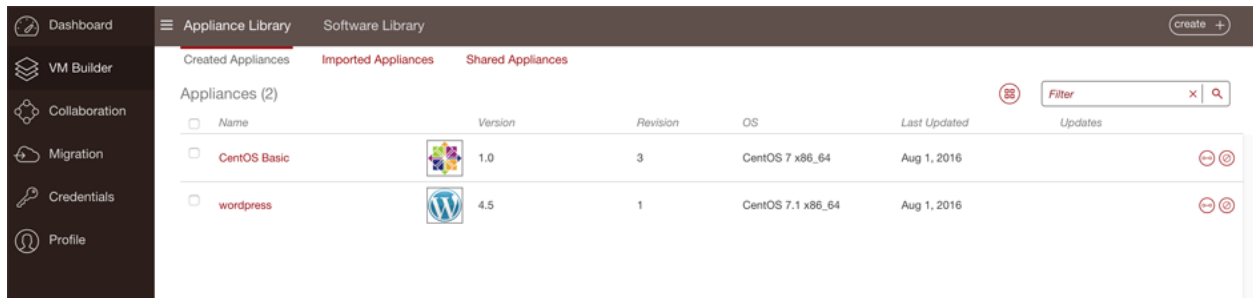 Dashboard
Appliance Library Software Library create +
VM Builder
Created Appliances Imported Appliances Shared Appliances
Appliances (2) Filter
Collaboration
Name Version Revision OS Last Updated Updates
Migration
CentOS Basic 1.0 3 CentOS 7 x86_64 Aug 1, 2016
Credentials
wordpress 4.5 1 CentOS 7.1 x86_64 Aug 1, 2016
Profile